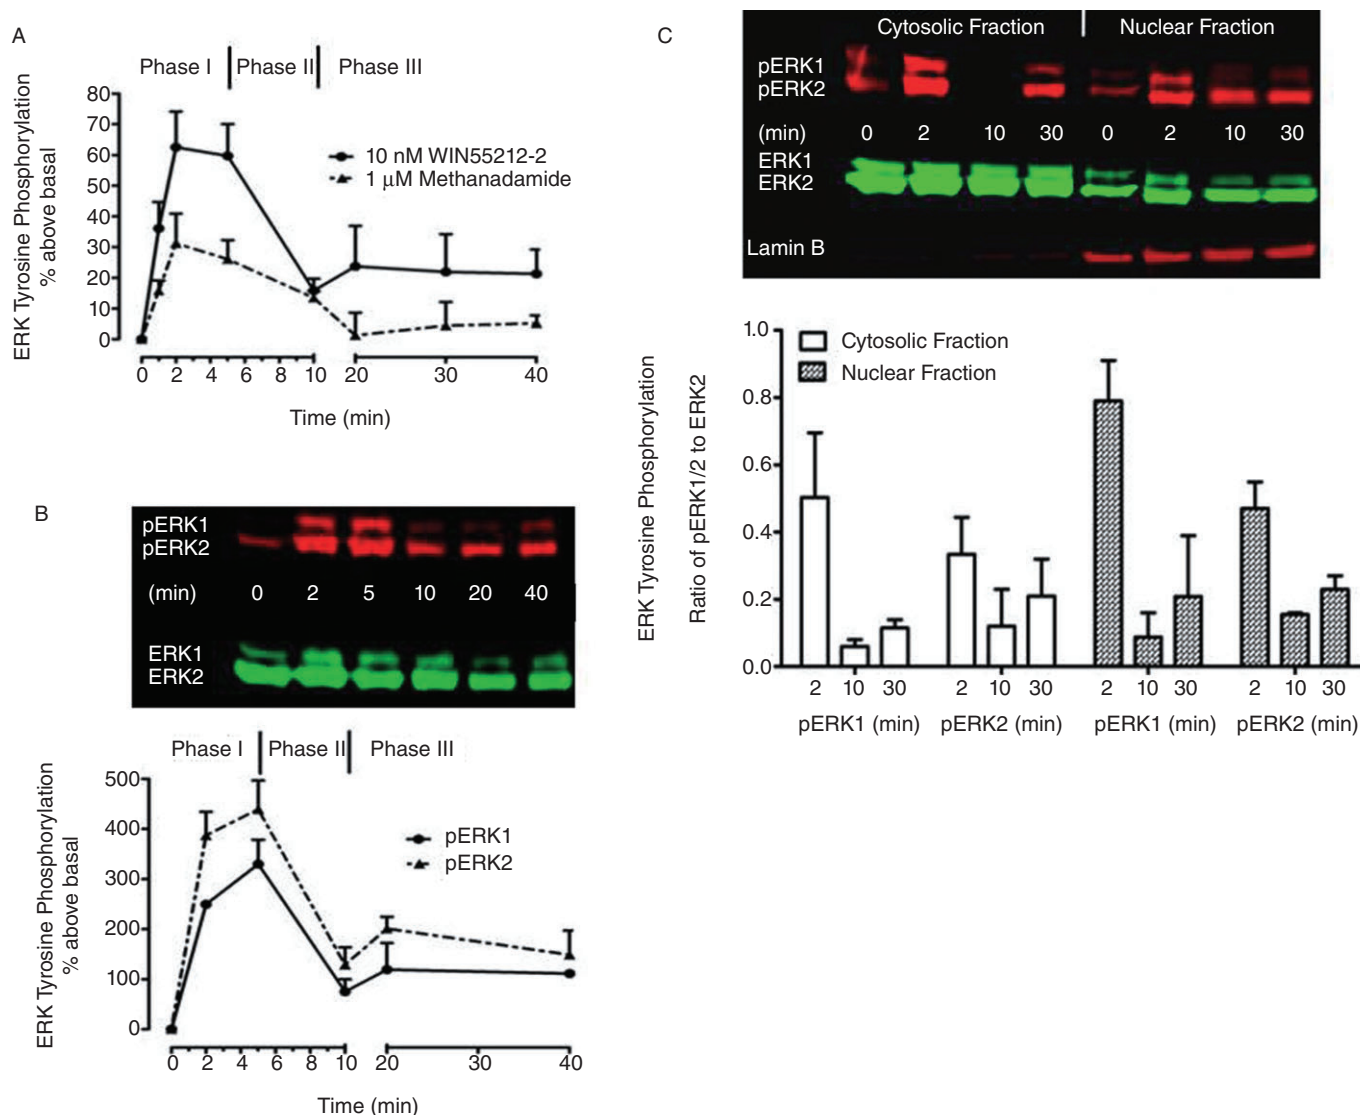 A
Phase I Phase II Phase III
ERK Tyrosine Phosphorylation
% above basal
80
70
60
50
40
30
20
10
0
10 nM WIN55212-2
1 μM Methanadamide
0 2 4 6 8 10 20 30 40
Time (min)
B
pERK1
pERK2
(min) 0 2 5 10 20 40
ERK1
ERK2
Phase I Phase II Phase III
ERK Tyrosine Phosphorylation
% above basal
500
400
300
200
100
0
pERK1
pERK2
0 2 4 6 8 10 20 30 40
Time (min)
C
Cytosolic Fraction Nuclear Fraction
pERK1
pERK2
(min) 0 2 10 30 0 2 10 30
ERK1
ERK2
Lamin B
ERK Tyrosine Phosphorylation
Ratio of pERK1/2 to ERK2
1.0
0.8
0.6
0.4
0.2
0.0
Cytosolic Fraction
Nuclear Fraction
2 10 30 2 10 30 2 10 30 2 10 30
pERK1 (min) pERK2 (min) pERK1 (min) pERK2 (min)